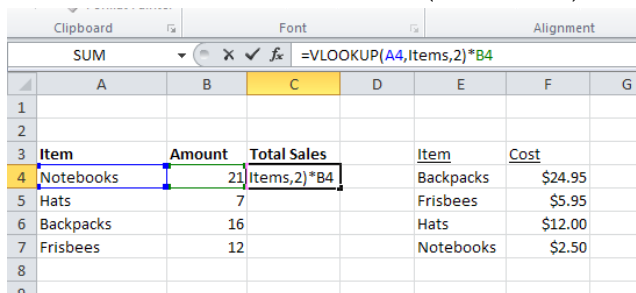 Clipboard Font Alignment
SUM =VLOOKUP(A4,Items,2)*B4
A B C D E F G
1
2
3 Item Amount Total Sales Item Cost
4 Notebooks 21 Items,2)*B4 Backpacks $24.95
5 Hats 7 Frisbees $5.95
6 Backpacks 16 Hats $12.00
7 Frisbees 12 Notebooks $2.50
8